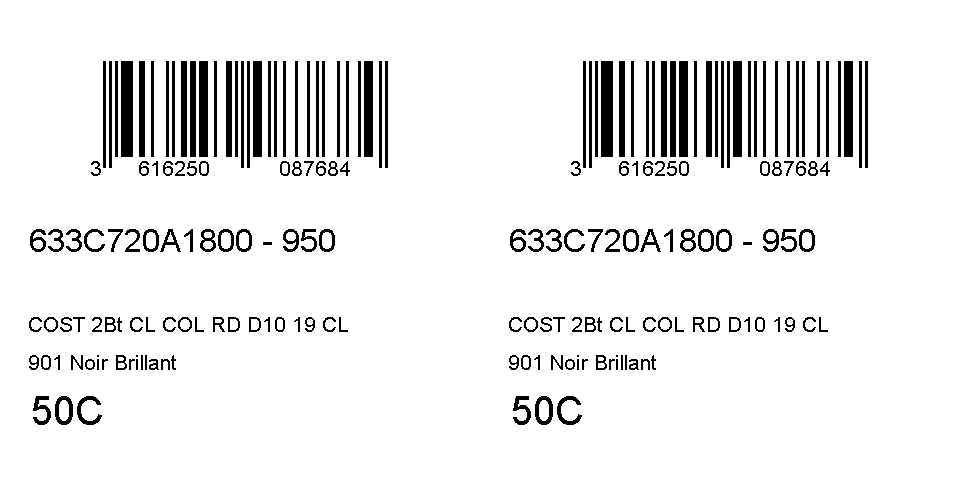 3 616250 087684
633C720A1800 - 950
COST 2Bt CL COL RD D10 19 CL
901 Noir Brillant
50C
3 616250 087684
633C720A1800 - 950
COST 2Bt CL COL RD D10 19 CL
901 Noir Brillant
50C